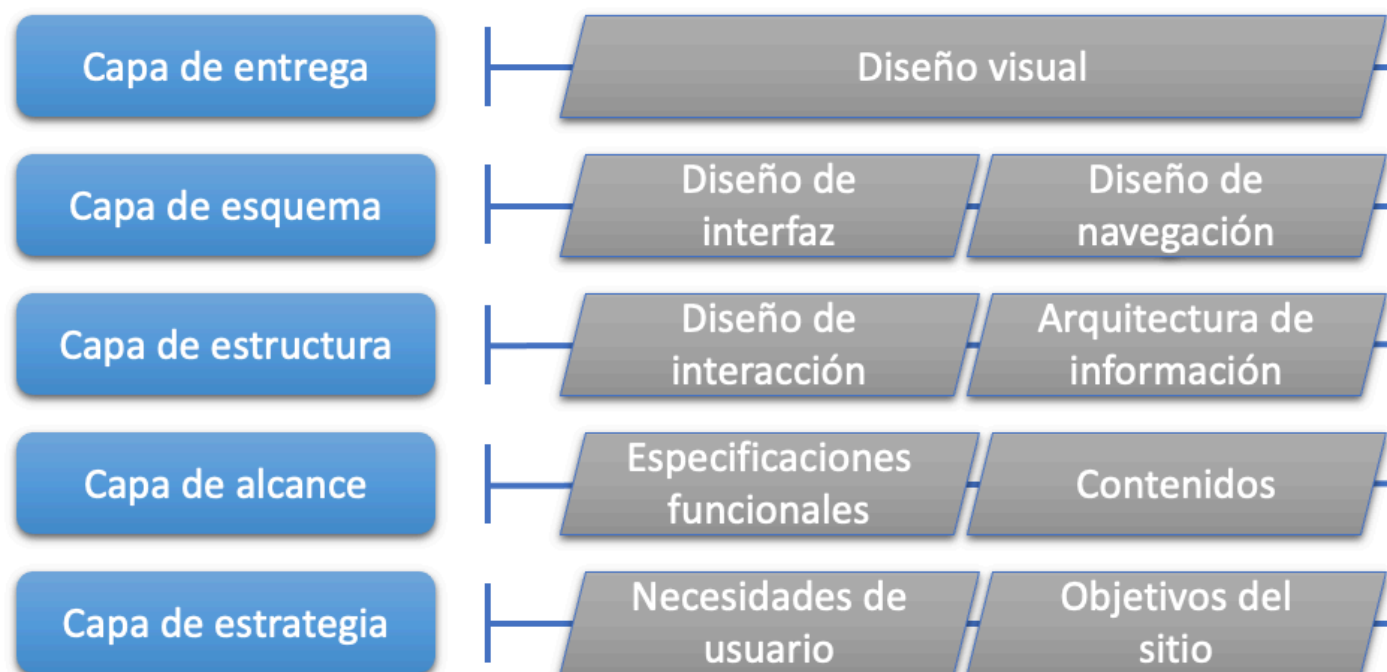 Capa de entrega
Diseño visual
Capa de esquema
Diseño de
interfaz
Diseño de
navegación
Capa de estructura
Diseño de
interacción
Arquitectura de
información
Capa de alcance
Especificaciones
funcionales
Contenidos
Capa de estrategia
Necesidades de
usuario
Objetivos del
sitio